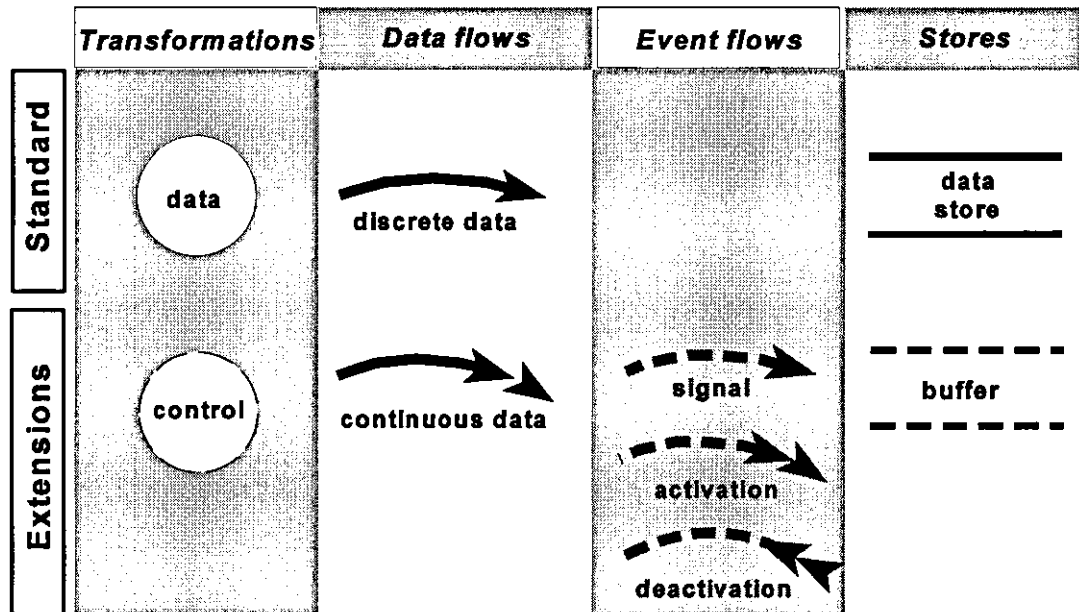 Transformations
Data flows
Event flows
Stores
Standard
data
discrete data
data
store
Extensions
control
continuous data
signal
activation
deactivation
buffer